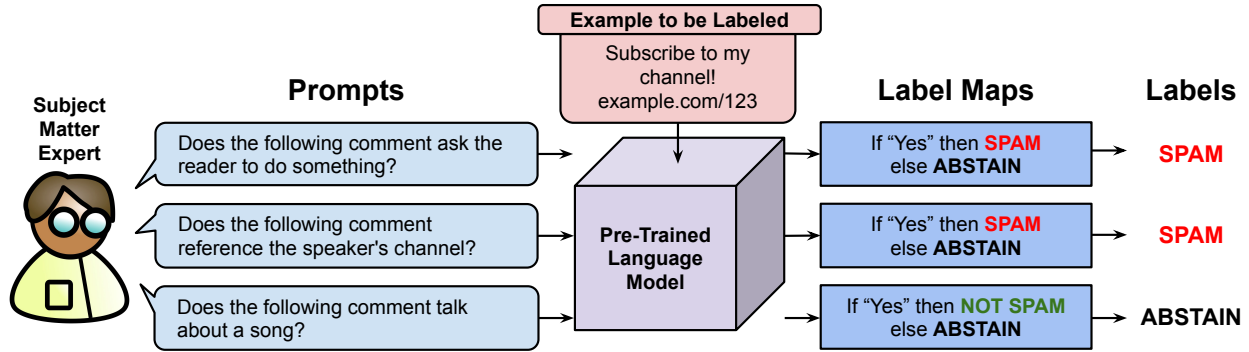 Example to be Labeled
Subscribe to my
channel!
example.com/123
Subject
Matter
Expert
Prompts
Does the following comment ask the
reader to do something?
Does the following comment
reference the speaker's channel?
Does the following comment talk
about a song?
Pre-Trained
Language
Model
Label Maps
If “Yes” then SPAM
else ABSTAIN
If “Yes” then SPAM
else ABSTAIN
If “Yes” then NOT SPAM
else ABSTAIN
Labels
SPAM
SPAM
ABSTAIN